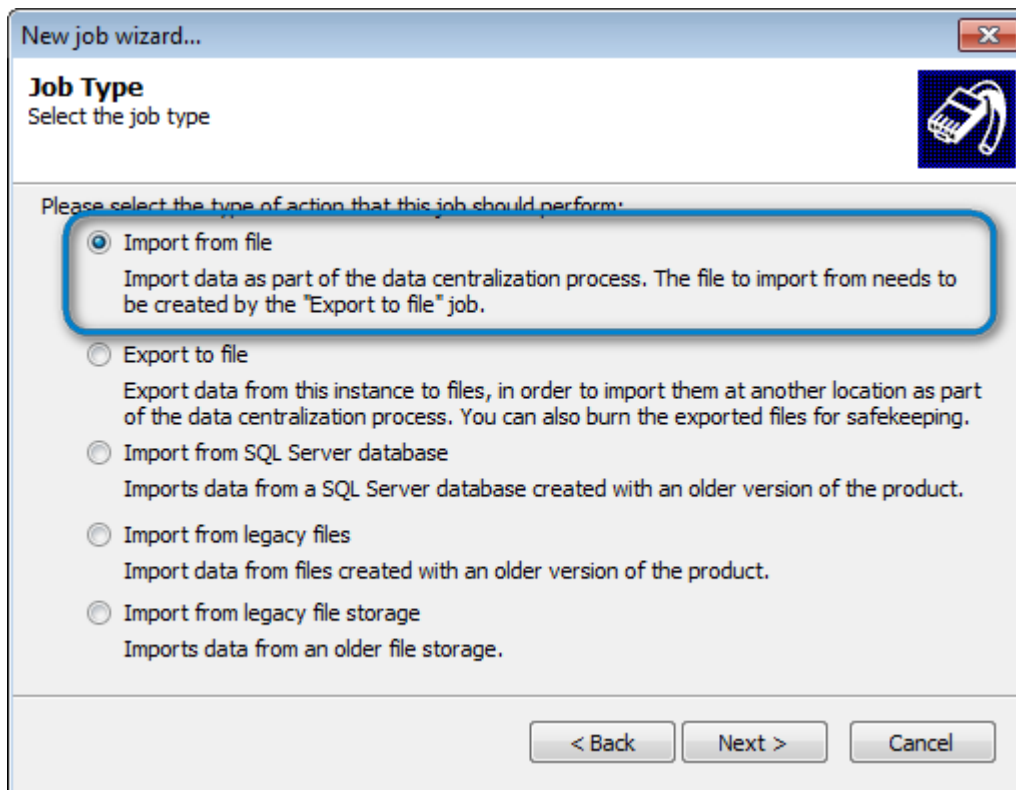 New job wizard...
Job Type
Select the job type
Please select the type of action that this job should perform:
Import from file
Import data as part of the data centralization process. The file to import from needs to
be created by the "Export to file" job.
Export to file
Export data from this instance to files, in order to import them at another location as part
of the data centralization process. You can also burn the exported files for safekeeping.
Import from SQL Server database
Imports data from a SQL Server database created with an older version of the product.
Import from legacy files
Import data from files created with an older version of the product.
Import from legacy file storage
Imports data from an older file storage.
< Back Next > Cancel